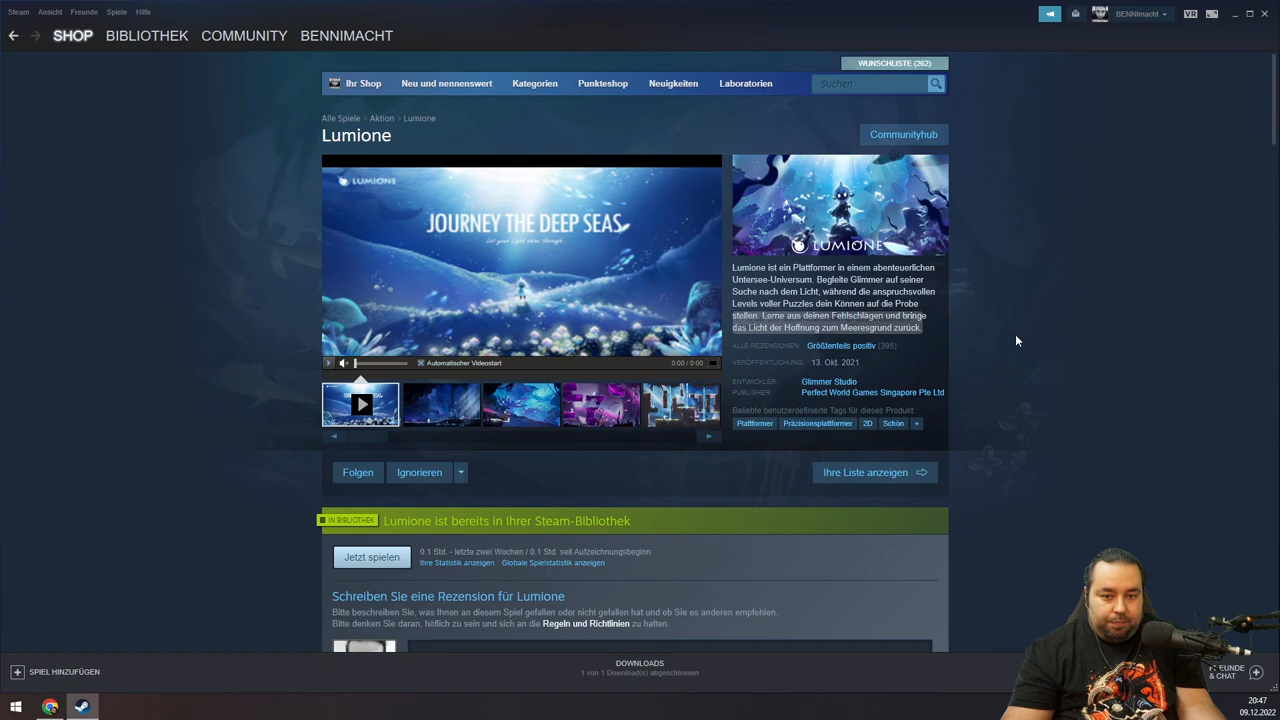 Steam Ansicht Freunde Spiele Hilfe
BENNImacht
VR
SHOP BIBLIOTHEK COMMUNITY BENNIMACHT
WUNSCHLISTE (262)
Ihr Shop Neu und nennenswert Kategorien Punkteshop Neuigkeiten Laboratorien Suchen
Alle Spiele > Aktion > Lumione
Lumione
Communityhub
LUMIONE
JOURNEY THE DEEP SEAS
Let your light shine through
LUMIONE
Lumione ist ein Plattformer in einem abenteuerlichen
Untersee-Universum. Begleite Glimmer auf seiner
Suche nach dem Licht, während die anspruchsvollen
Levels voller Puzzles dein Können auf die Probe
stellen. Lerne aus deinen Fehlschlägen und bringe
das Licht der Hoffnung zum Meeresgrund zurück.
ALLE REZENSIONEN: Größtenteils positiv (395)
VERÖFFENTLICHUNG: 13. Okt. 2021
ENTWICKLER: Glimmer Studio
PUBLISHER: Perfect World Games Singapore Pte Ltd
Beliebte benutzerdefinierte Tags für dieses Produkt:
Plattformer Präzisionsplattformer 2D Schön +
Automatischer Videostart 0:00 / 0:00
Folgen Ignorieren Ihre Liste anzeigen
IN BIBLIOTHEK Lumione ist bereits in Ihrer Steam-Bibliothek
Jetzt spielen
0.1 Std. - letzte zwei Wochen / 0.1 Std. seit Aufzeichnungsbeginn
Ihre Statistik anzeigen Globale Spielstatistik anzeigen
Schreiben Sie eine Rezension für Lumione
Bitte beschreiben Sie, was Ihnen an diesem Spiel gefallen oder nicht gefallen hat und ob Sie es anderen empfehlen.
Bitte denken Sie daran, höflich zu sein und sich an die Regeln und Richtlinien zu halten.
SPIEL HINZUFÜGEN
DOWNLOADS
1 von 1 Download(s) abgeschlossen
& CHAT
20:47
09.12.2022